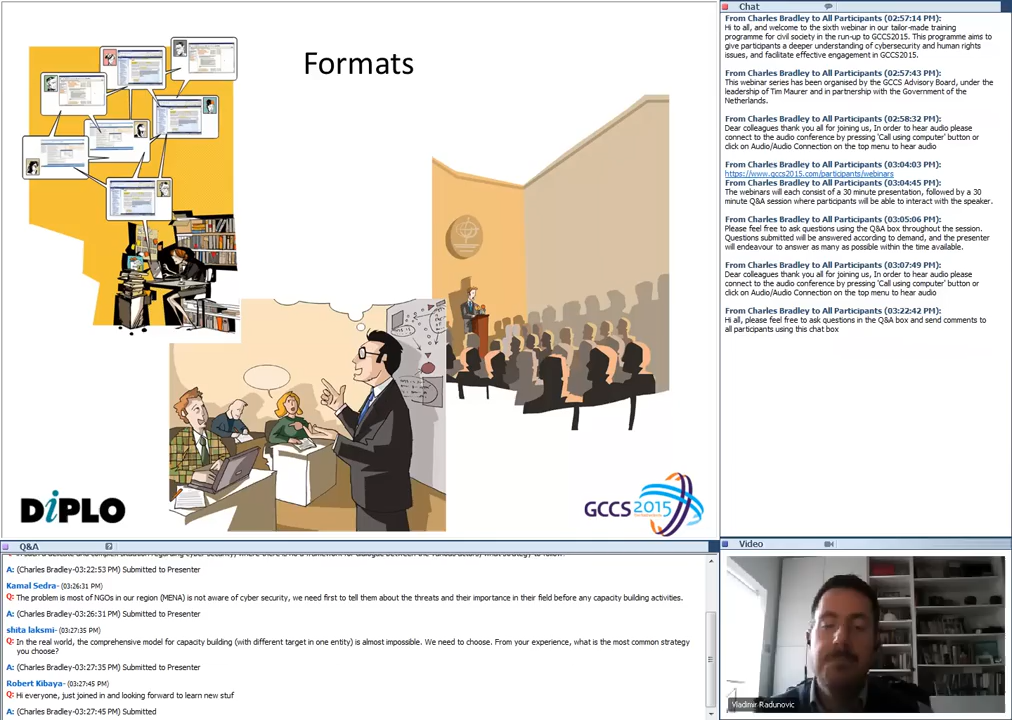 Formats
DiPLO
GCCS2015
Chat
From Charles Bradley to All Participants (02:57:14 PM):
Hi to all, and welcome to the sixth webinar in our tailor-made training
programme for civil society in the run-up to GCCS2015. This programme aims to
give participants a deeper understanding of cybersecurity and human rights
issues, and facilitate effective engagement in GCCS2015.
From Charles Bradley to All Participants (02:57:43 PM):
This webinar series has been organised by the GCCS Advisory Board, under the
leadership of Tim Maurer and in partnership with the Government of the
Netherlands.
From Charles Bradley to All Participants (02:58:32 PM):
Dear colleagues thank you all for joining us, In order to hear audio please
connect to the audio conference by pressing 'Call using computer' button or
click on Audio/Audio Connection on the top menu to hear audio
From Charles Bradley to All Participants (03:04:03 PM):
https://www.gccs2015.com/participants/webinars
From Charles Bradley to All Participants (03:04:45 PM):
The webinars will each consist of a 30 minute presentation, followed by a 30
minute Q&A session where participants will be able to interact with the speaker.
From Charles Bradley to All Participants (03:05:06 PM):
Please feel free to ask questions using the Q&A box throughout the session.
Questions submitted will be answered according to demand, and the presenter
will endeavour to answer as many as possible within the time available.
From Charles Bradley to All Participants (03:07:49 PM):
Dear colleagues thank you all for joining us, In order to hear audio please
connect to the audio conference by pressing 'Call using computer' button or
click on Audio/Audio Connection on the top menu to hear audio
From Charles Bradley to All Participants (03:22:42 PM):
Hi all, please feel free to ask questions in the Q&A box and send comments to
all participants using this chat box
Q&A
A: (Charles Bradley-03:22:53 PM) Submitted to Presenter
Kamal Sedra- (03:26:31 PM)
Q: The problem is most of NGOs in our region (MENA) is not aware of cyber security, we need first to tell them about the threats and their importance in their field before any capacity building activities.
A: (Charles Bradley-03:26:31 PM) Submitted to Presenter
shita laksmi- (03:27:35 PM)
Q: In the real world, the comprehensive model for capacity building (with different target in one entity) is almost impossible. We need to choose. From your experience, what is the most common strategy
you choose?
A: (Charles Bradley-03:27:35 PM) Submitted to Presenter
Robert Kibaya- (03:27:45 PM)
Q: Hi everyone, just joined in and looking forward to learn new stuf
A: (Charles Bradley-03:27:45 PM) Submitted
Video
Vladimir Radunovic